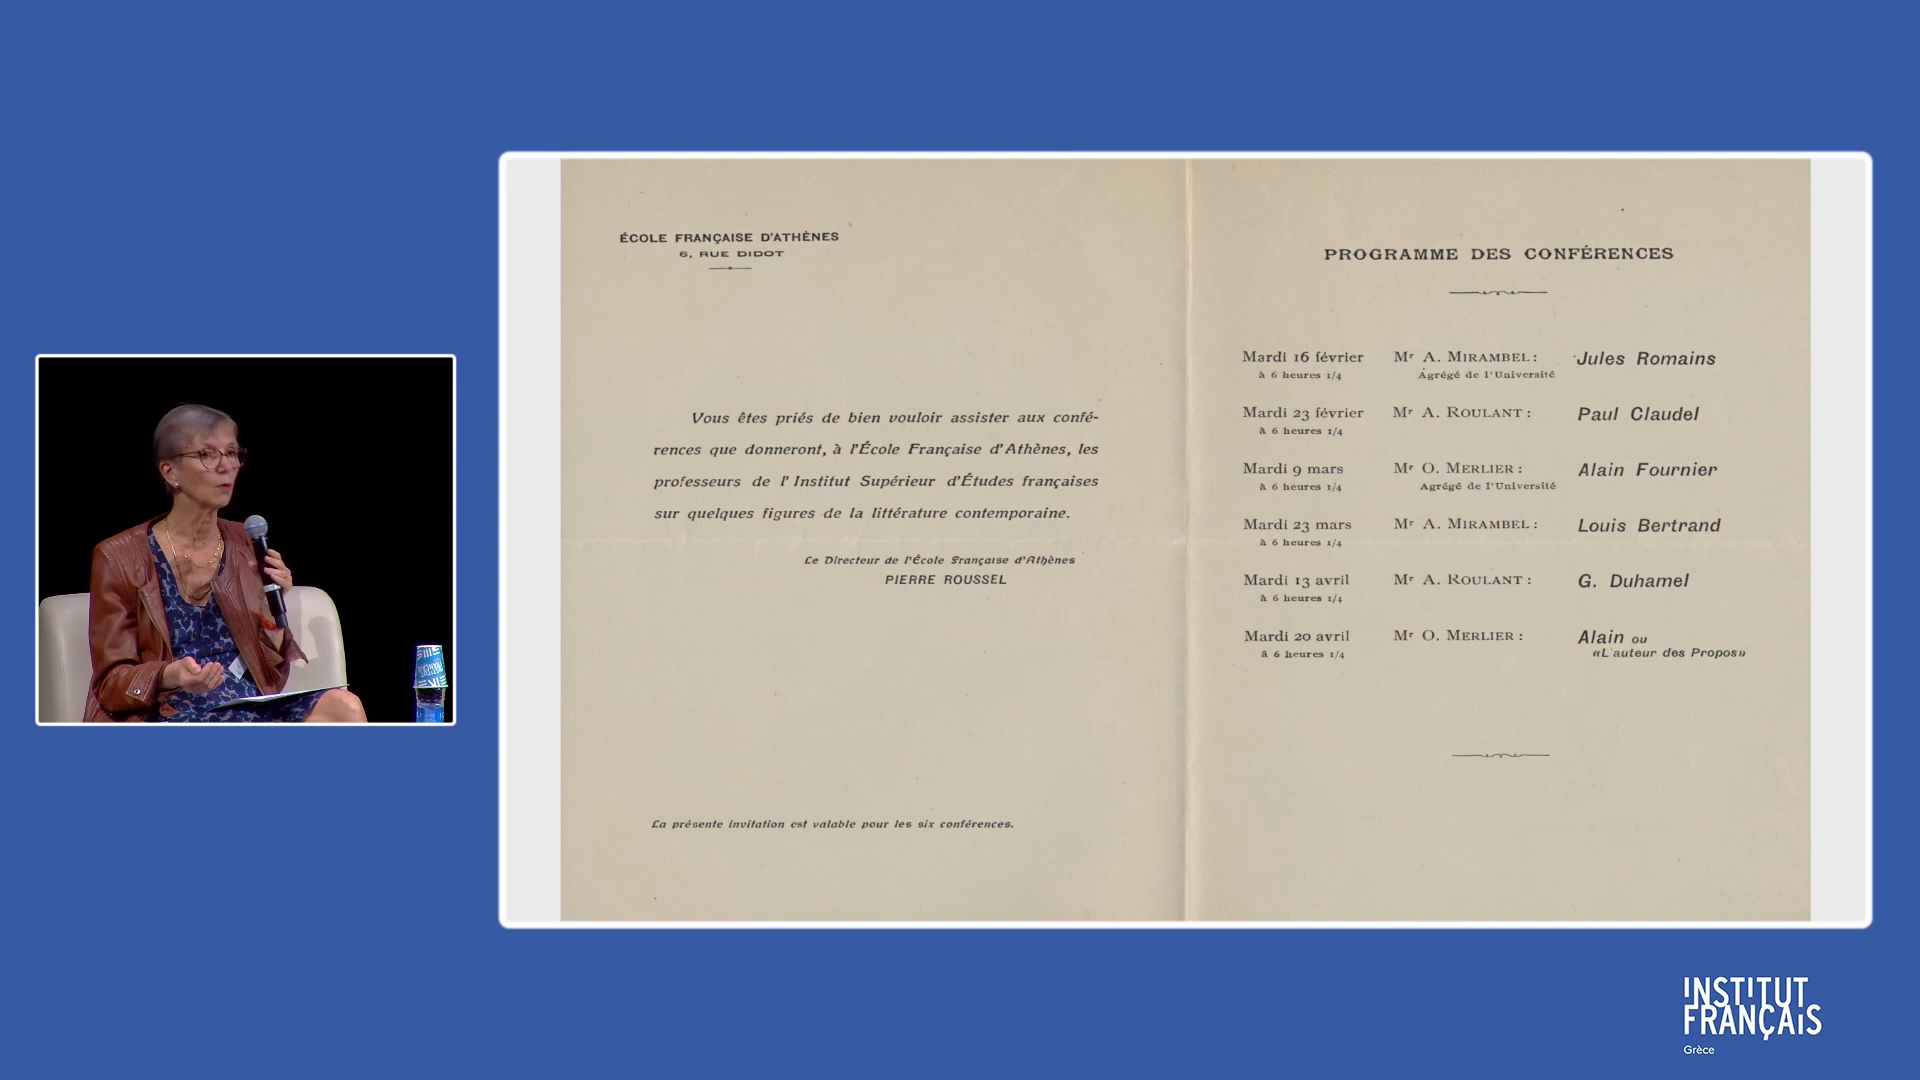 ÉCOLE FRANÇAISE D'ATHÈNES
6, RUE DIDOT
Vous êtes priés de bien vouloir assister aux confé-
rences que donneront, à l'École Française d'Athènes, les
professeurs de l'Institut Supérieur d'Études françaises
sur quelques figures de la littérature contemporaine.
Le Directeur de l'École Française d'Athènes
PIERRE ROUSSEL
La présente invitation est valable pour les six conférences.
PROGRAMME DES CONFÉRENCES
Mardi 16 février Mr A. MIRAMBEL: Jules Romains
à 6 heures 1/4 Agrégé de l'Université
Mardi 23 février Mr A. ROULANT: Paul Claudel
à 6 heures 1/4
Mardi 9 mars Mr O. MERLIER: Alain Fournier
à 6 heures 1/4 Agrégé de l'Université
Mardi 23 mars Mr A. MIRAMBEL: Louis Bertrand
à 6 heures 1/4
Mardi 13 avril Mr A. ROULANT: G. Duhamel
à 6 heures 1/4
Mardi 20 avril Mr O. MERLIER: Alain ou
à 6 heures 1/4 «L'auteur des Propos»
INSTITUT
FRANÇAIS
Grèce